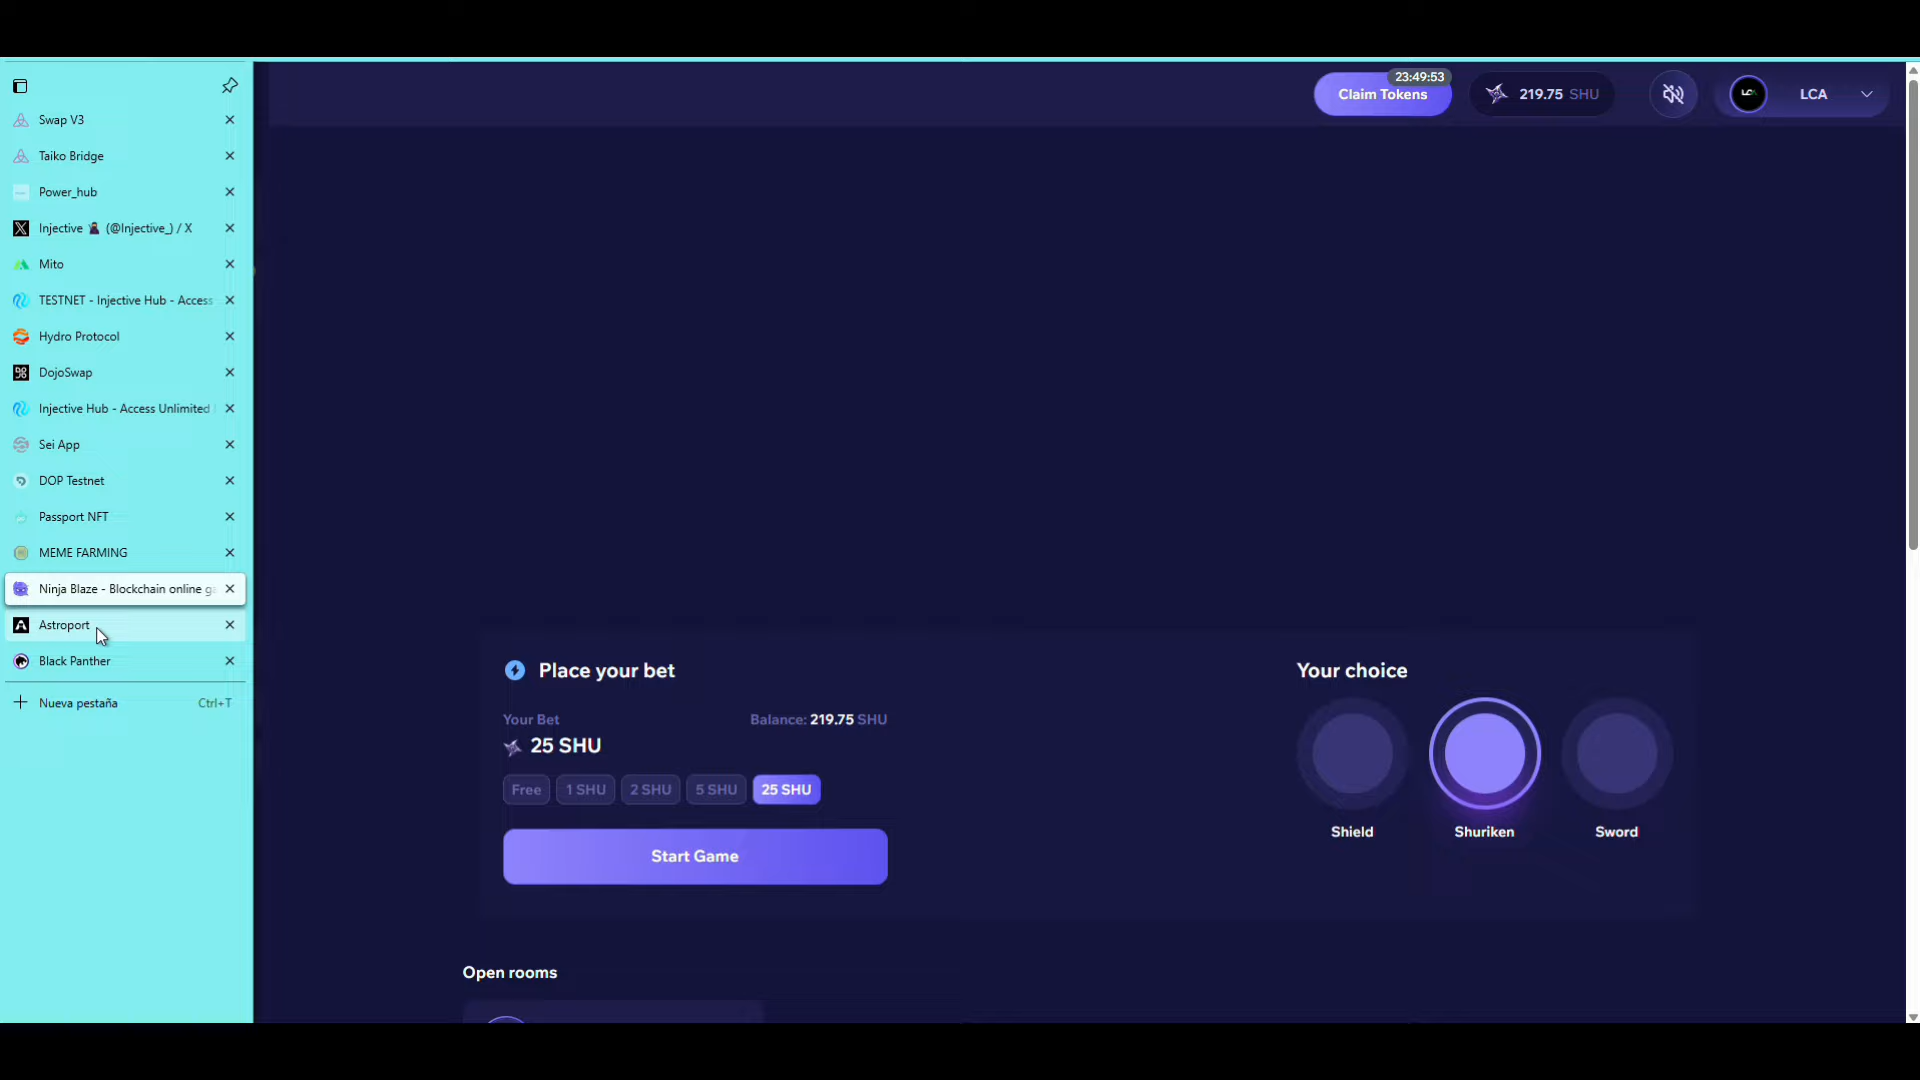 Swap V3
Taiko Bridge
Power_hub
Injective 🥷 (@Injective_) / X
Mito
TESTNET - Injective Hub - Access
Hydro Protocol
DojoSwap
Injective Hub - Access Unlimited
Sei App
DOP Testnet
Passport NFT
MEME FARMING
Ninja Blaze - Blockchain online ga
Astroport
Black Panther
Nueva pestaña Ctrl+T
23:49:53
Claim Tokens
219.75 SHU
LCA
Place your bet
Your Bet
Balance: 219.75 SHU
25 SHU
Free 1 SHU 2 SHU 5 SHU 25 SHU
Start Game
Your choice
Shield Shuriken Sword
Open rooms